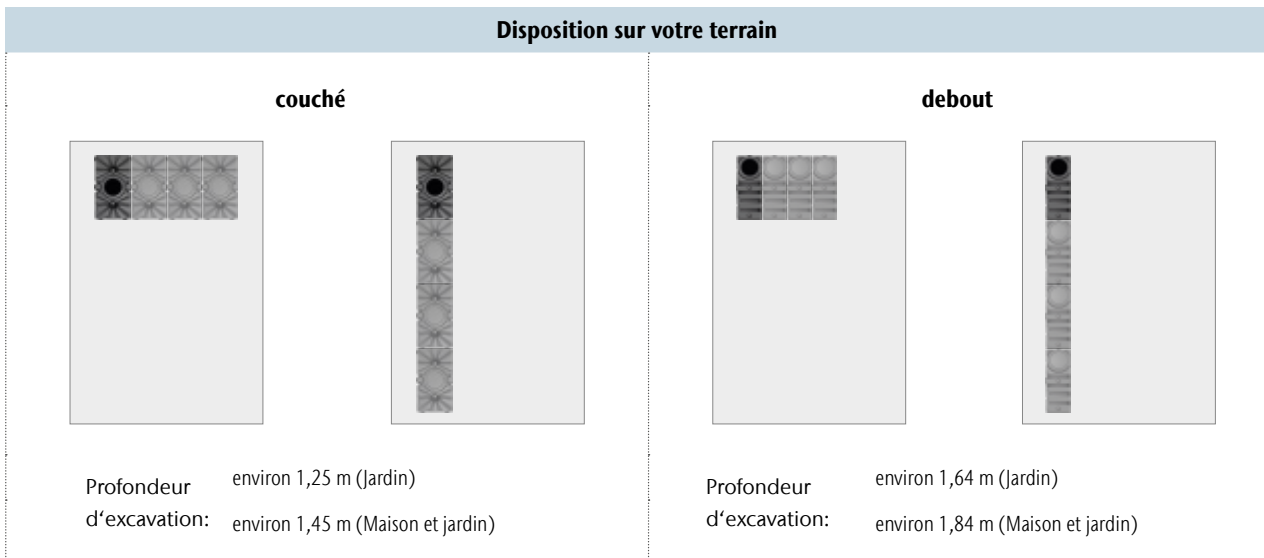 Disposition sur votre terrain
couché
debout
Profondeur
d‘excavation:
environ 1,25 m (Jardin)
environ 1,45 m (Maison et jardin)
Profondeur
d‘excavation:
environ 1,64 m (Jardin)
environ 1,84 m (Maison et jardin)